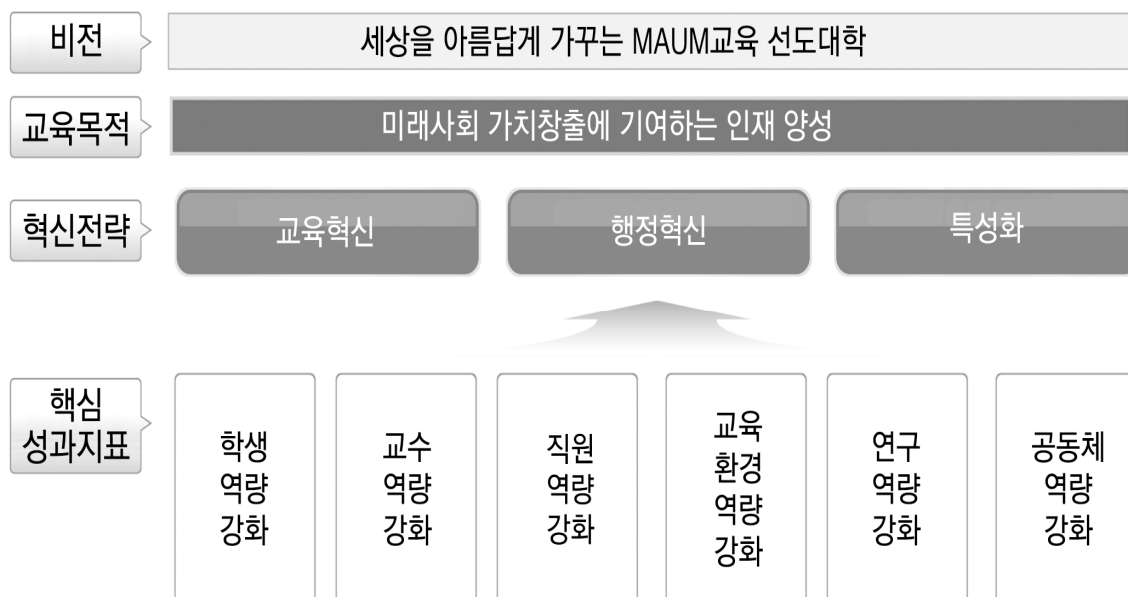 비전
세상을 아름답게 가꾸는 MAUM교육 선도대학
교육목적
미래사회 가치창출에 기여하는 인재 양성
혁신전략
교육혁신
행정혁신
특성화
핵심
성과지표
학생
역량
강화
교수
역량
강화
직원
역량
강화
교육
환경
역량
강화
연구
역량
강화
공동체
역량
강화